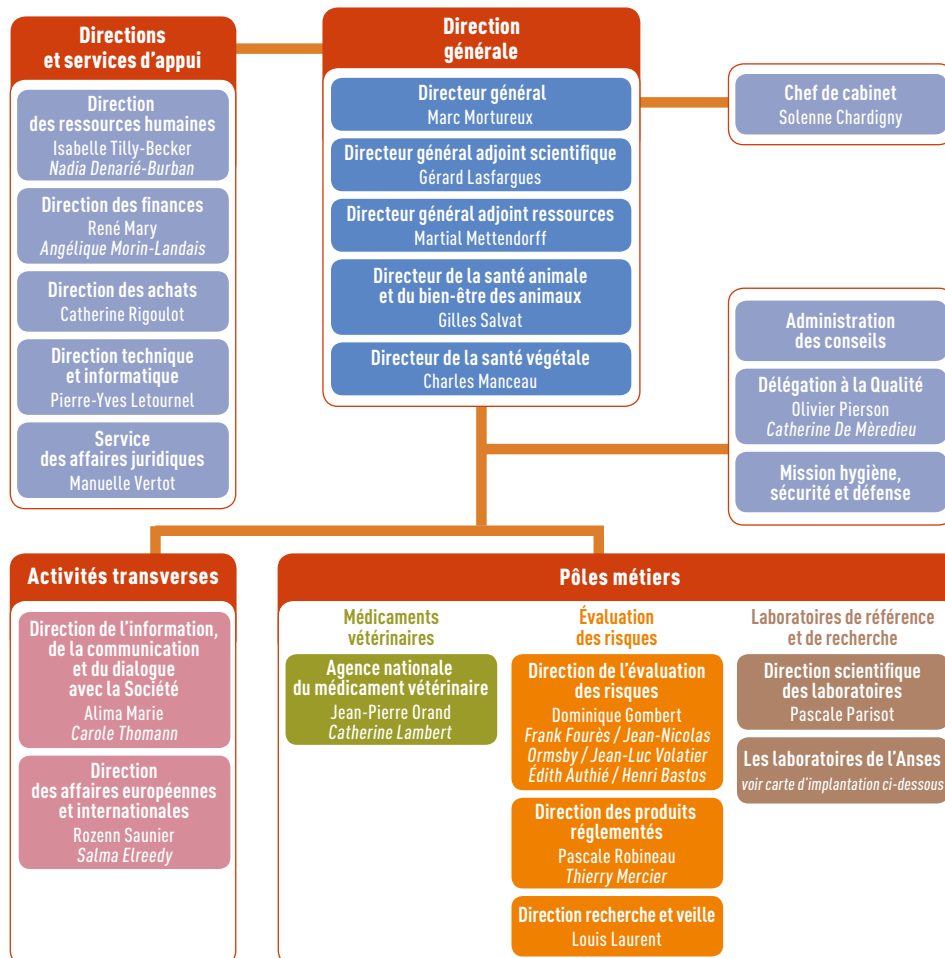 Directions
et services d'appui
Direction
des ressources humaines
Isabelle Tilly-Becker
Nadia Denarié-Burban
Direction des finances
René Mary
Angélique Morin-Landais
Direction des achats
Catherine Rigoulot
Direction technique
et informatique
Pierre-Yves Letournel
Service
des affaires juridiques
Manuelle Vertot
Direction
générale
Directeur général
Marc Mortureux
Directeur général adjoint scientifique
Gérard Lasfargues
Directeur général adjoint ressources
Martial Mettendorff
Directeur de la santé animale
et du bien-être des animaux
Gilles Salvat
Directeur de la santé végétale
Charles Manceau
Chef de cabinet
Solenne Chardigny
Administration
des conseils
Délégation à la Qualité
Olivier Pierson
Catherine De Mèredieu
Mission hygiène,
sécurité et défense
Activités transverses
Direction de l'information,
de la communication
et du dialogue
avec la Société
Alima Marie
Carole Thomann
Direction
des affaires européennes
et internationales
Rozenn Saunier
Salma Elreedy
Pôles métiers
Médicaments
vétérinaires
Agence nationale
du médicament vétérinaire
Jean-Pierre Orand
Catherine Lambert
Évaluation
des risques
Direction de l'évaluation
des risques
Dominique Gombert
Frank Fourès / Jean-Nicolas
Ormsby / Jean-Luc Volatier
Édith Authié / Henri Bastos
Direction des produits
réglementés
Pascale Robineau
Thierry Mercier
Direction recherche et veille
Louis Laurent
Laboratoires de référence
et de recherche
Direction scientifique
des laboratoires
Pascale Parisot
Les laboratoires de l'Anses
voir carte d'implantation ci-dessous